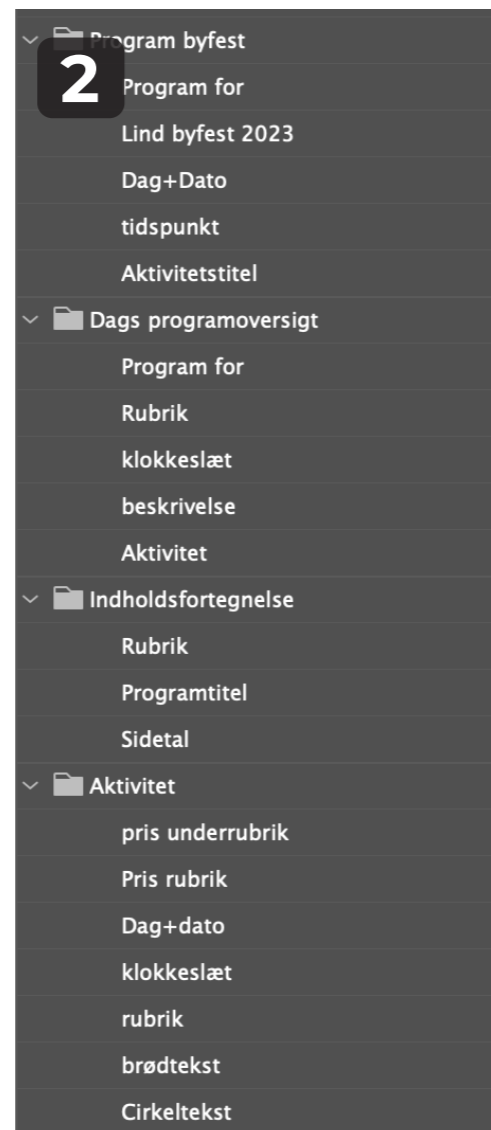 Program byfest
2
Program for
Lind byfest 2023
Dag+Dato
tidspunkt
Aktivitetstitel
Dags programoversigt
Program for
Rubrik
klokkeslæt
beskrivelse
Aktivitet
Indholdsfortegnelse
Rubrik
Programtitel
Sidetal
Aktivitet
pris underrubrik
Pris rubrik
Dag+dato
klokkeslæt
rubrik
brødtekst
Cirkeltekst